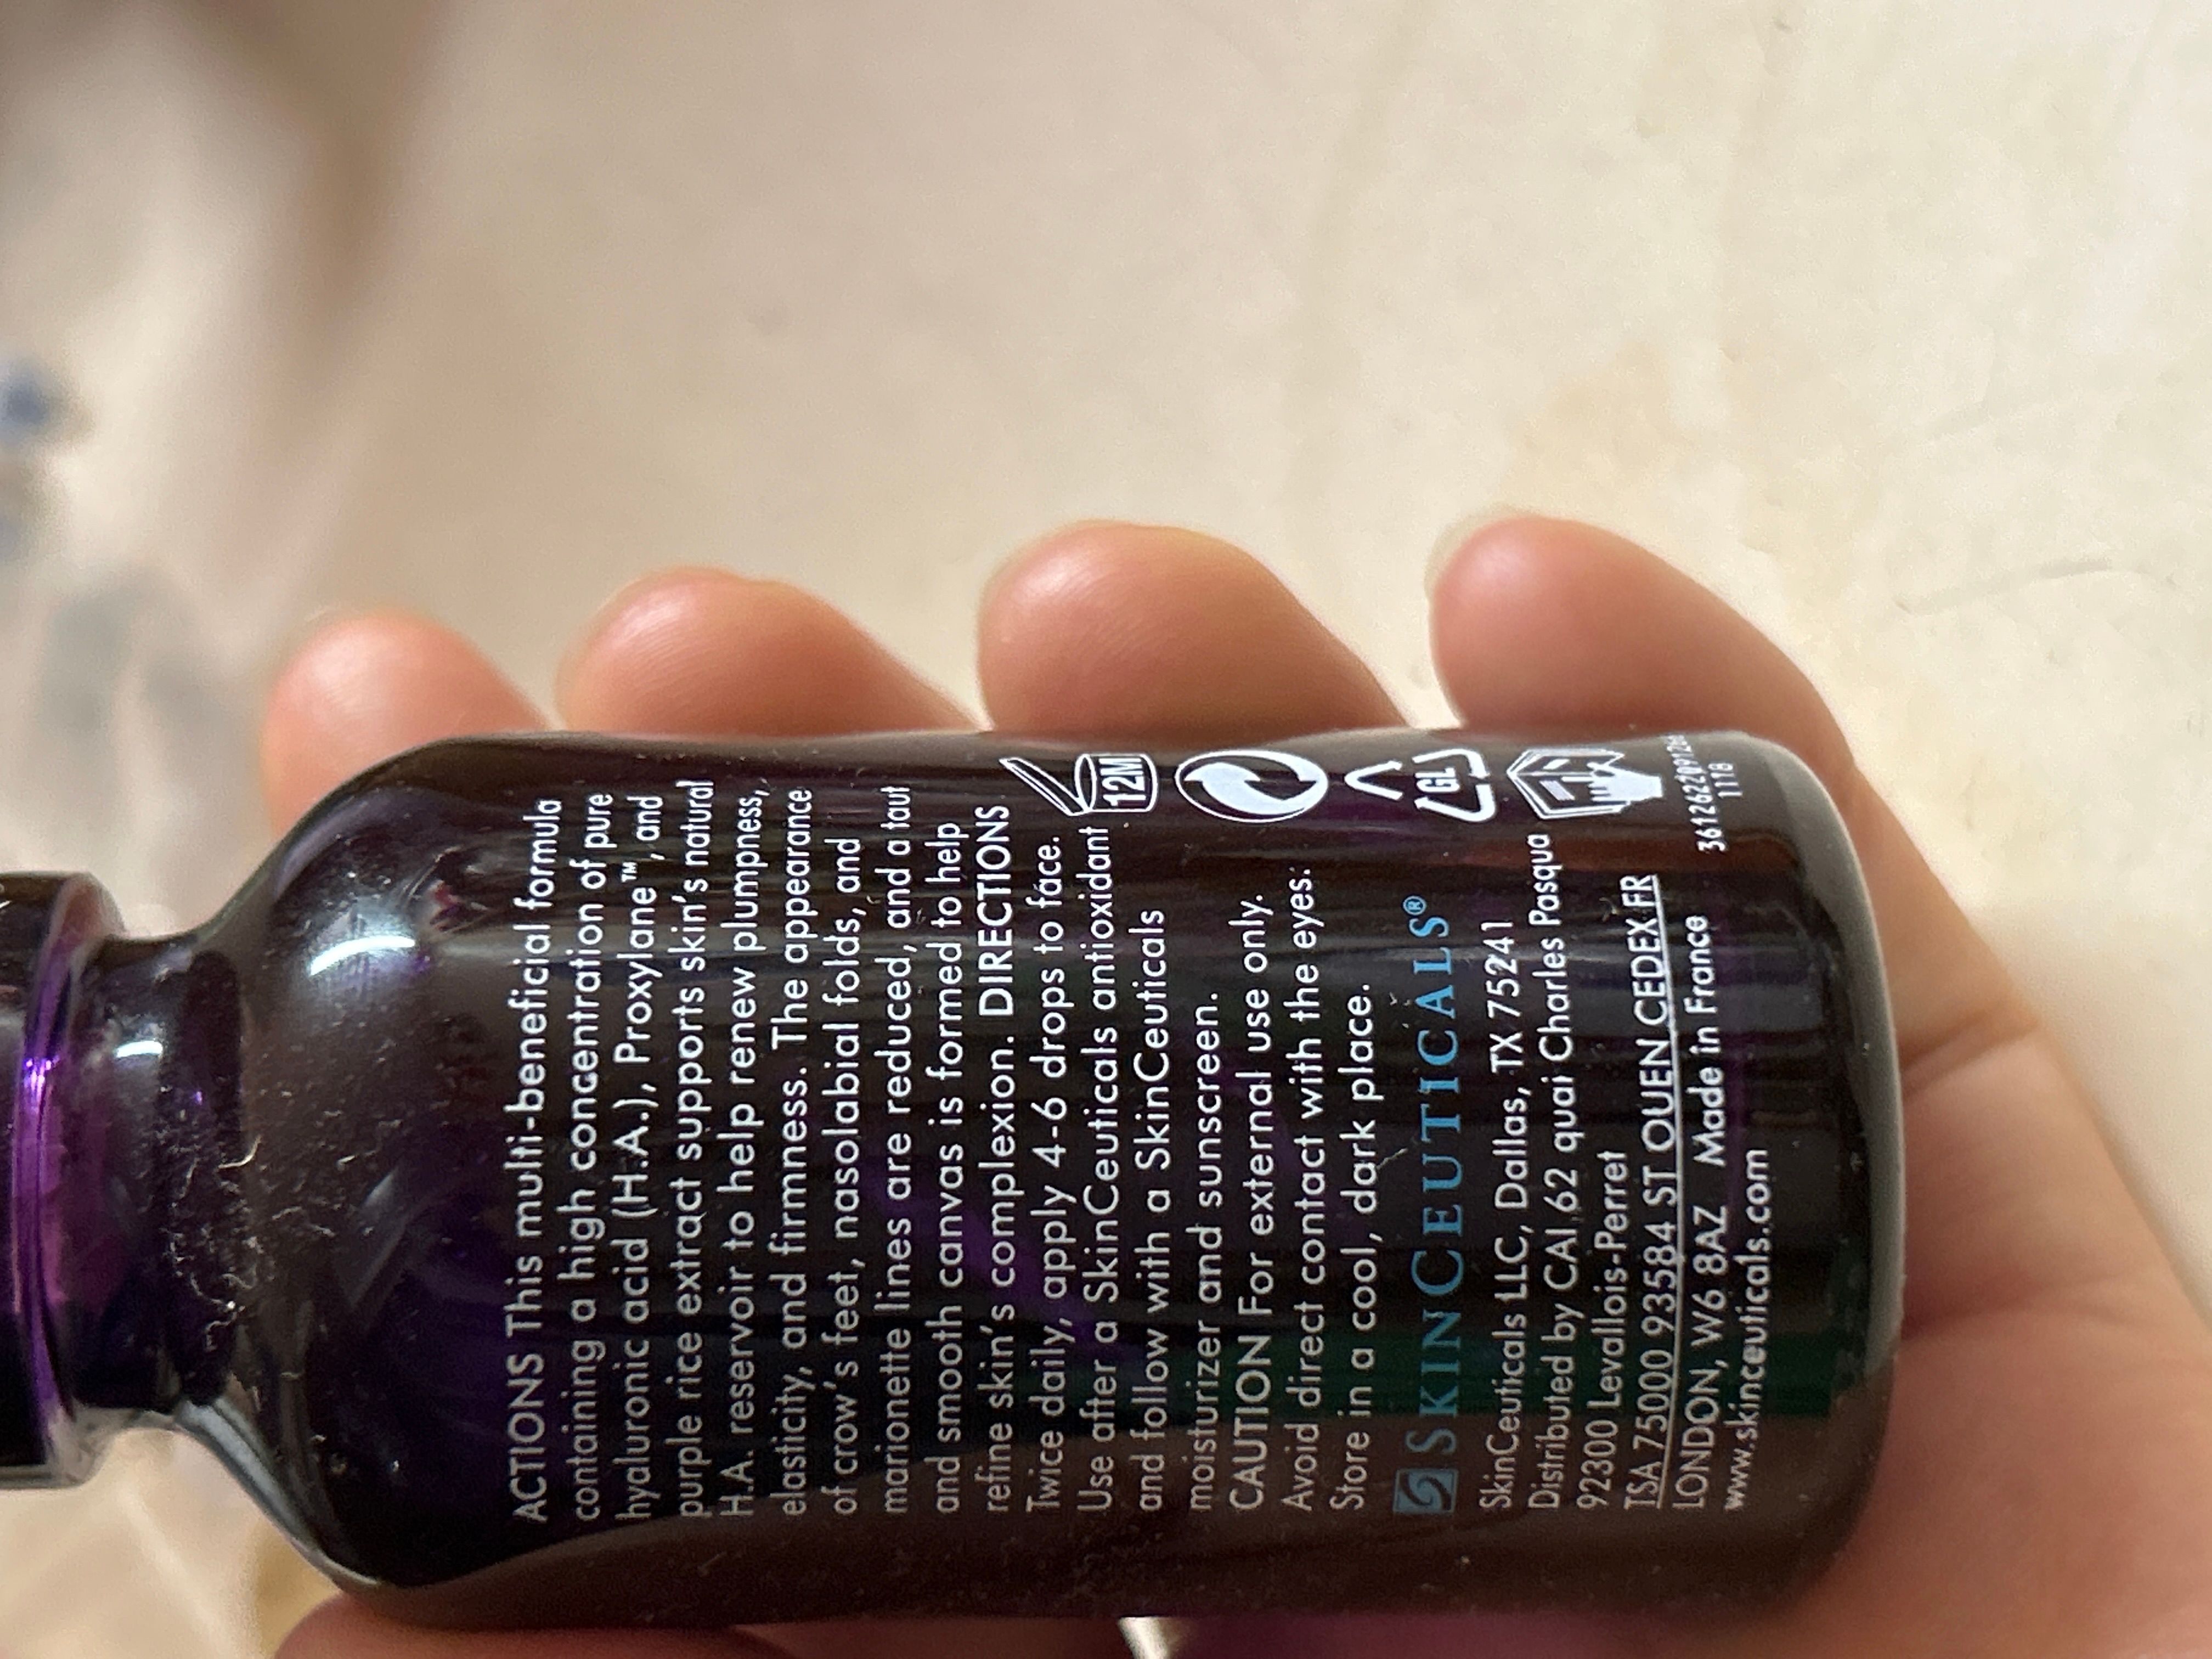 ACTIONS This multi-beneficial formula
containing a high concentration of pure
hyaluronic acid (H.A.), Proxylane™, and
purple rice extract supports skin's natural
H.A. reservoir to help renew plumpness,
elasticity, and firmness. The appearance
of crow's feet, nasolabial folds, and
marionette lines are reduced, and a taut
and smooth canvas is formed to help
refine skin's complexion. DIRECTIONS
Twice daily, apply 4-6 drops to face.
Use after a SkinCeuticals antioxidant
and follow with a SkinCeuticals
moisturizer and sunscreen.
CAUTION For external use only.
Avoid direct contact with the eyes.
Store in a cool, dark place.
12M
GL
SKINCEUTICALS®
SkinCeuticals LLC, Dallas, TX 75241
Distributed by CAI,62 quai Charles Pasqua
92300 Levallois-Perret
TSA 75000 93584 ST OUEN CEDEX FR
LONDON, W6 8AZ Made in France
www.skinceuticals.com
1118